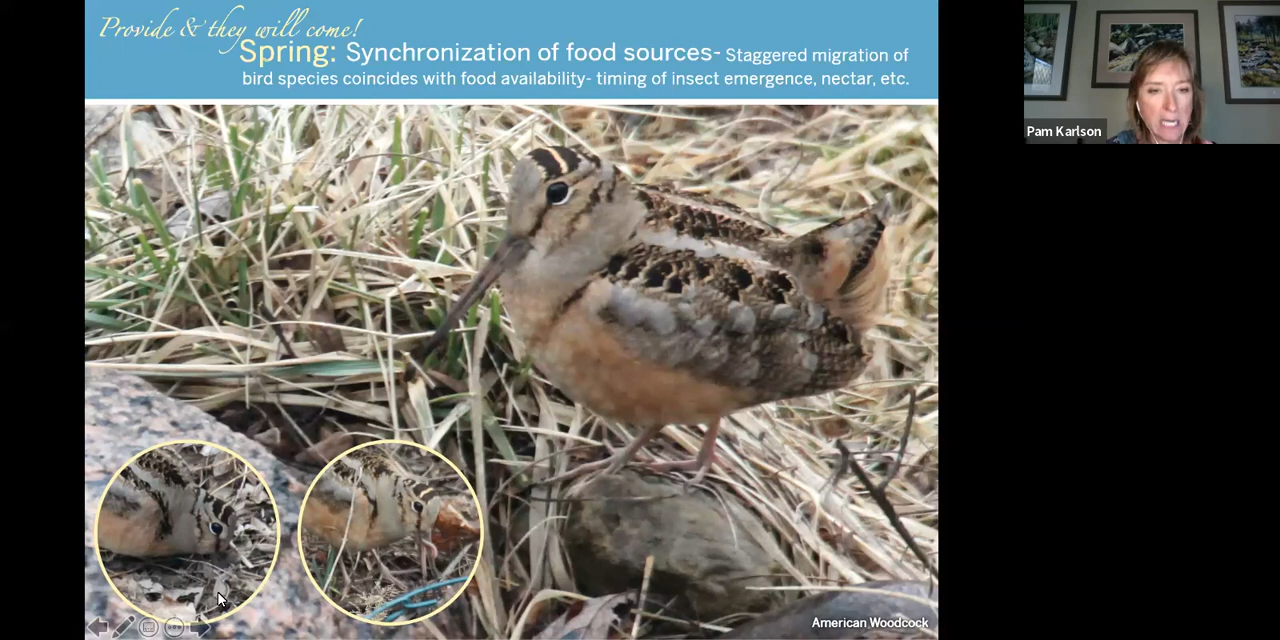 Provide & they will come!
Spring: Synchronization of food sources- Staggered migration of
bird species coincides with food availability- timing of insect emergence, nectar, etc.
Pam Karlson
American Woodcock